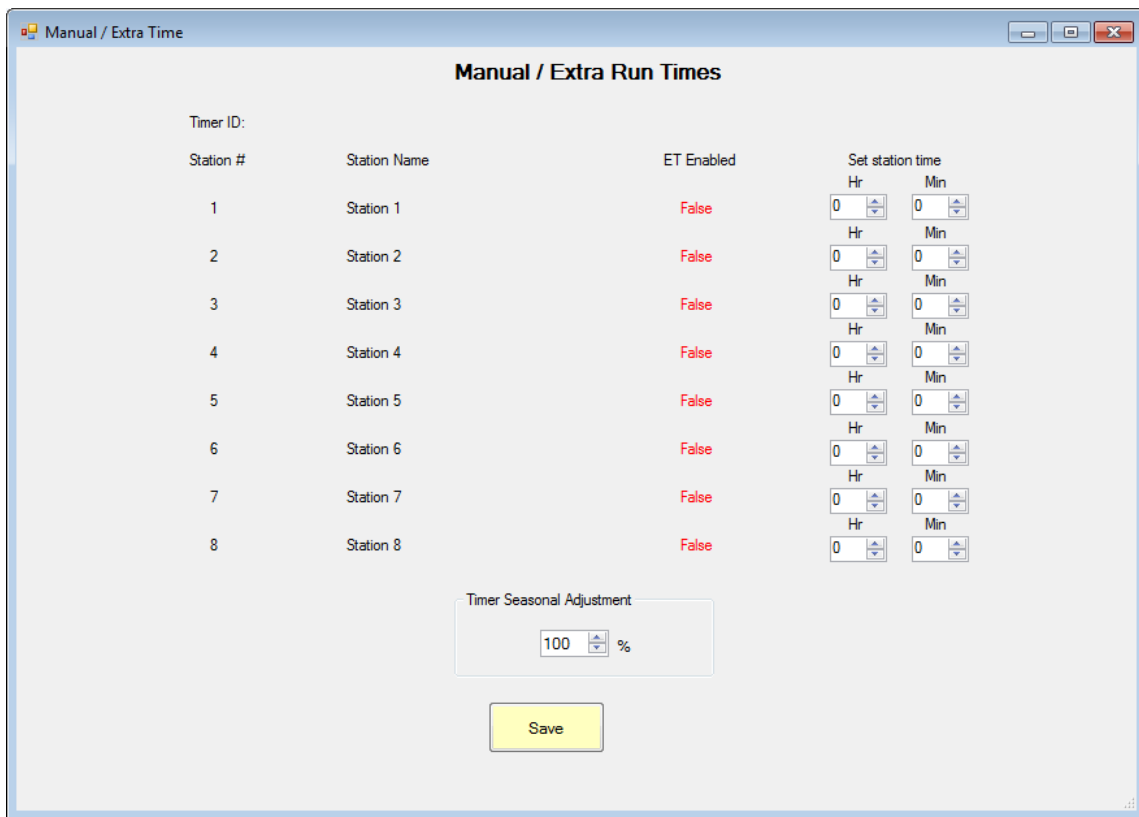 Manual / Extra Time
Manual / Extra Run Times
Timer ID:
Station # Station Name ET Enabled Set station time
Hr Min
1 Station 1 False 0 0
Hr Min
2 Station 2 False 0 0
Hr Min
3 Station 3 False 0 0
Hr Min
4 Station 4 False 0 0
Hr Min
5 Station 5 False 0 0
Hr Min
6 Station 6 False 0 0
Hr Min
7 Station 7 False 0 0
Hr Min
8 Station 8 False 0 0
Timer Seasonal Adjustment
100 %
Save